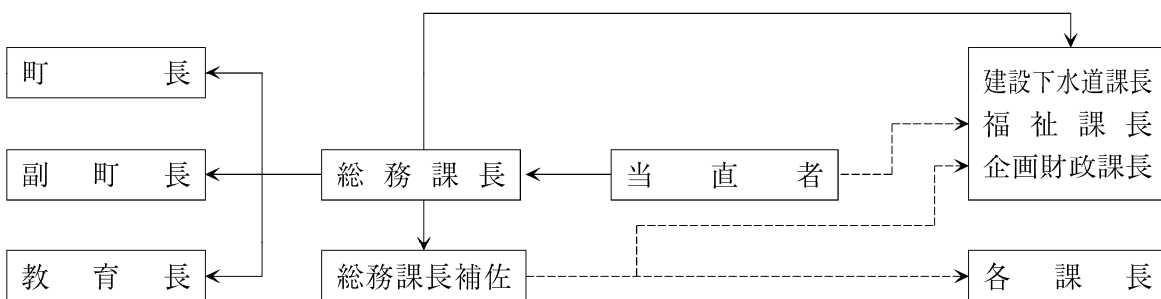 町長
副町長
教育長
総務課長
総務課長補佐
当直者
建設下水道課長
福祉課長
企画財政課長
各課長